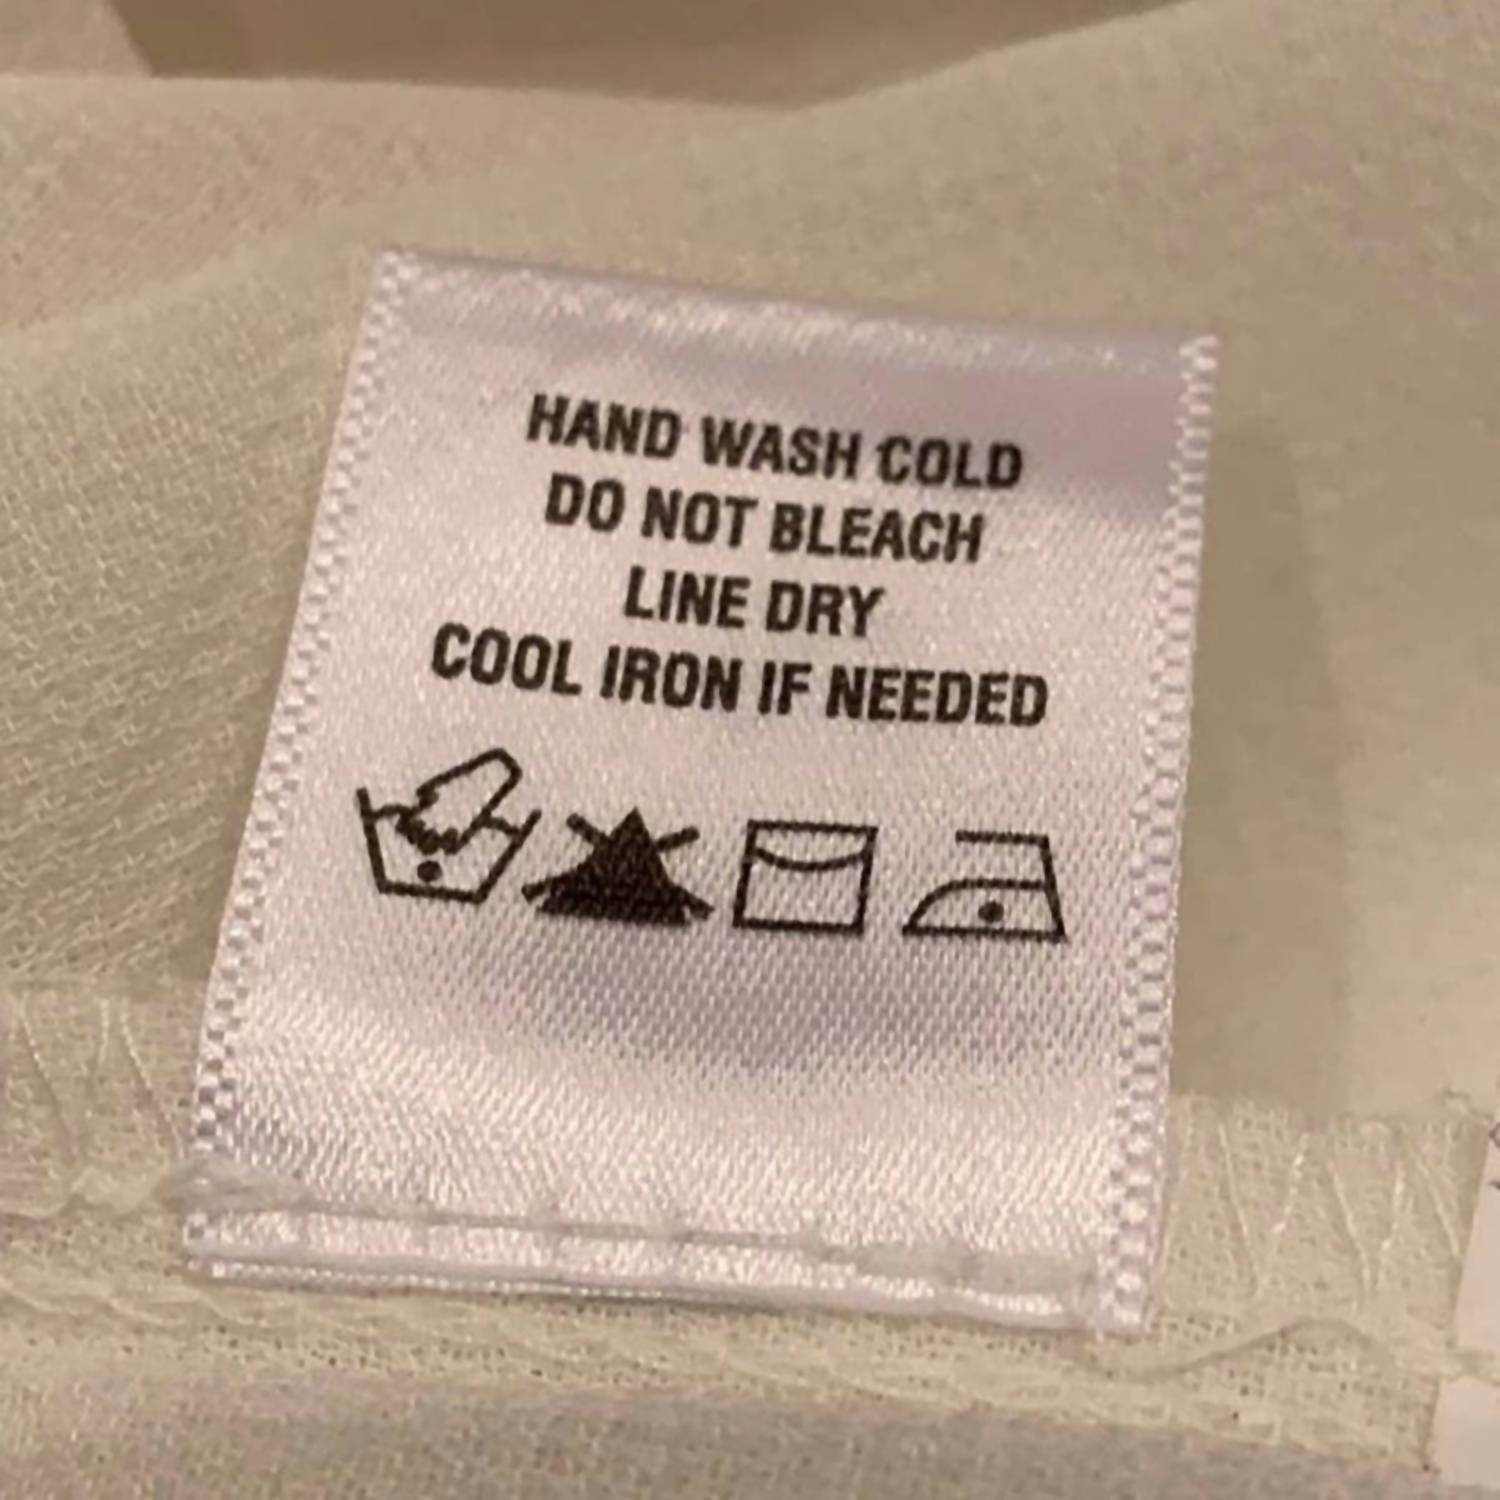 HAND WASH COLD
DO NOT BLEACH
LINE DRY
COOL IRON IF NEEDED